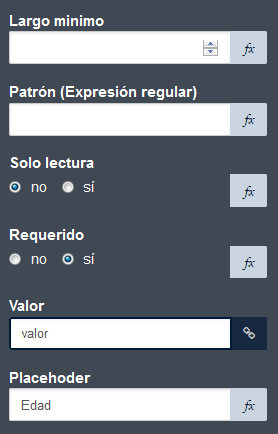 Largo minimo
fx
Patrón (Expresión regular)
fx
Solo lectura
no sí fx
Requerido
no sí fx
Valor
valor
Placehoder
Edad fx